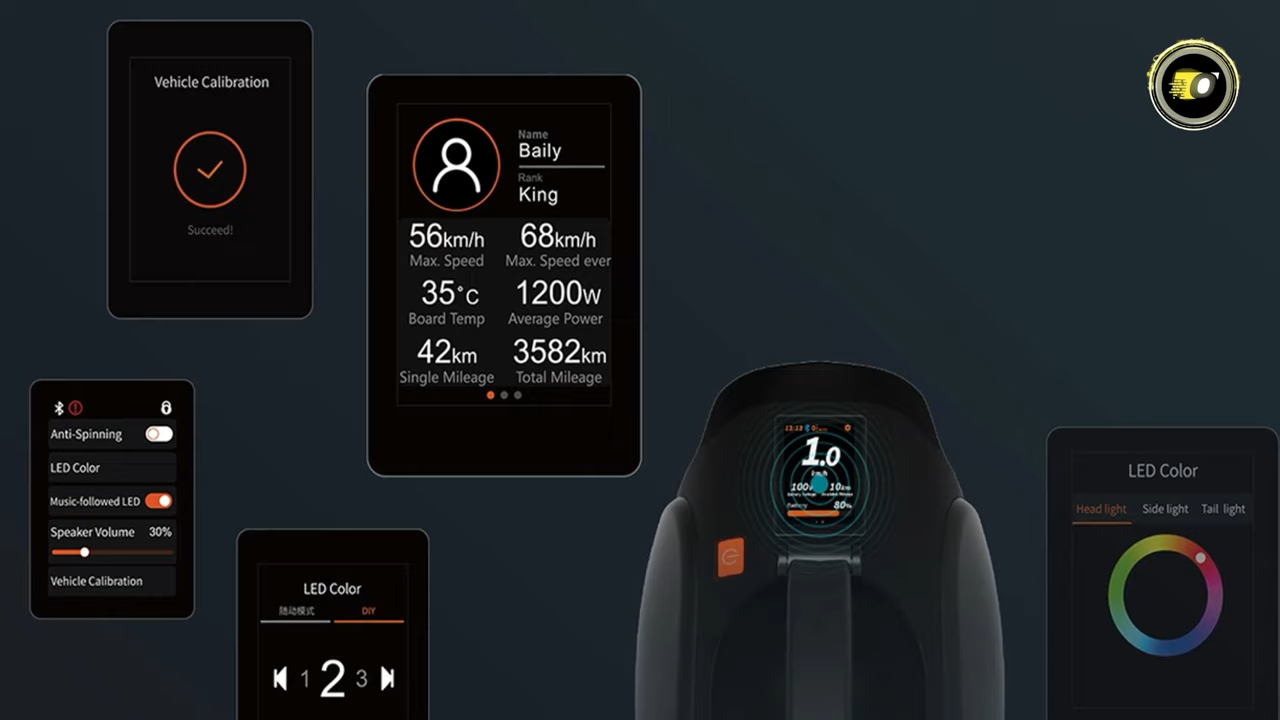 Vehicle Calibration
Succeed!
Name
Baily
Rank
King
56km/h
68km/h
Max. Speed
Max. Speed ever
35°C
1200W
Board Temp
Average Power
42km
3582km
Single Mileage
Total Mileage
Anti-Spinning
LED Color
Music-followed LED
Speaker Volume 30%
Vehicle Calibration
LED Color
随动模式 DIY
1 2 3
1.0
km/h
80%
LED Color
Head light Side light Tail light